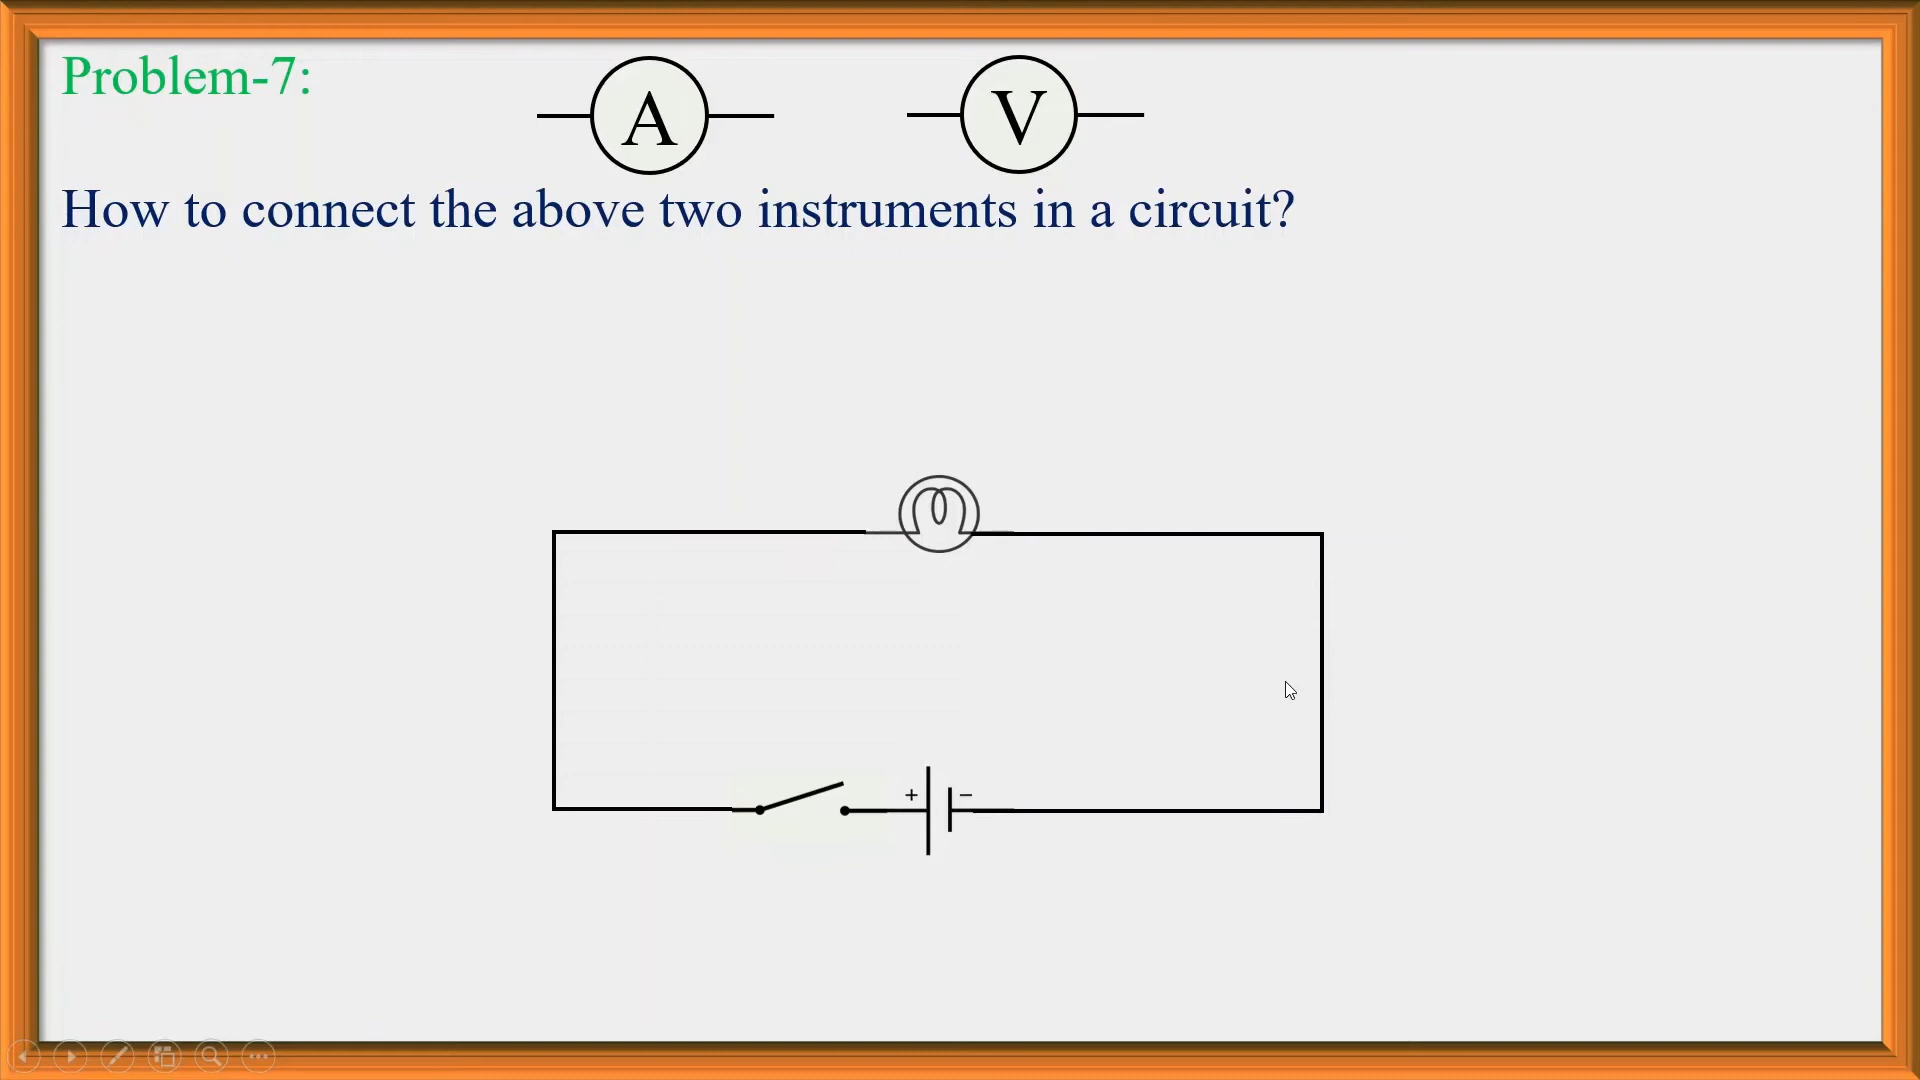 Problem-7:
A V
How to connect the above two instruments in a circuit?
+ −